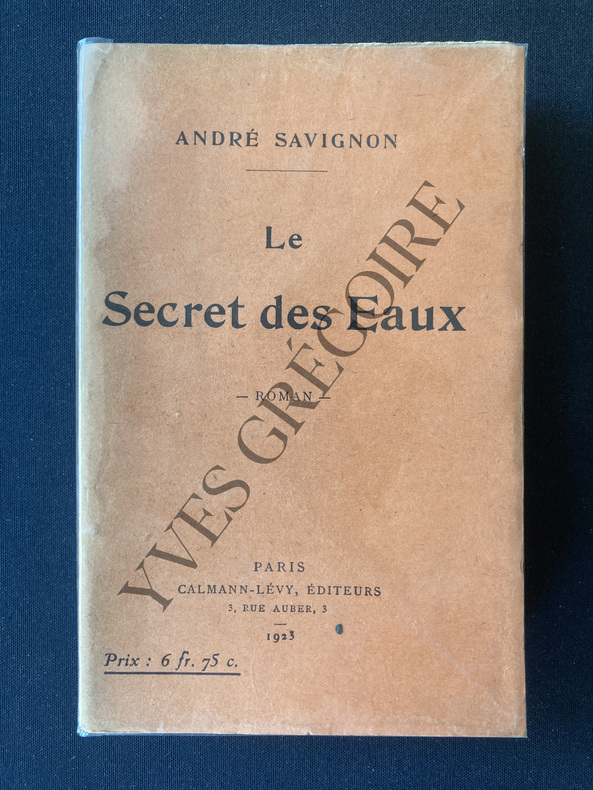 ANDRÉ SAVIGNON
Le
Secret des Eaux
— ROMAN —
YVES GRÉGOIRE
PARIS
CALMANN-LÉVY, ÉDITEURS
3, RUE AUBER, 3
1923
Prix : 6 fr. 75 c.